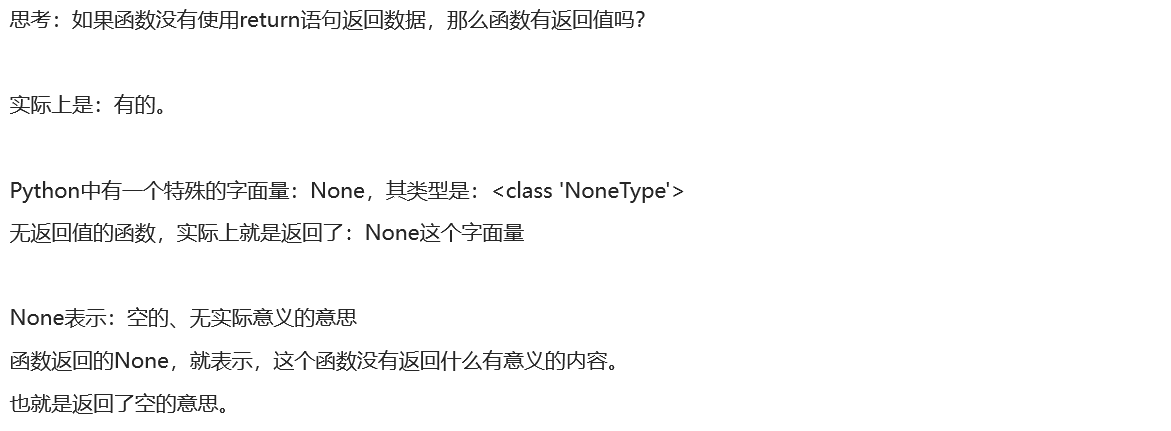 思考：如果函数没有使用return语句返回数据，那么函数有返回值吗？
实际上是：有的。
Python中有一个特殊的字面量：None，其类型是：<class 'NoneType'>
无返回值的函数，实际上就是返回了：None这个字面量
None表示：空的、无实际意义的意思
函数返回的None，就表示，这个函数没有返回什么有意义的内容。
也就是返回了空的意思。